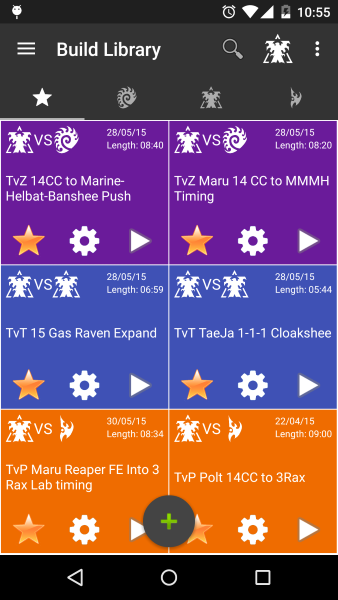 10:55
Build Library
VS
28/05/15
Length: 08:40
TvZ 14CC to Marine-
Helbat-Banshee Push
VS
28/05/15
Length: 08:20
TvZ Maru 14 CC to MMMH
Timing
VS
28/05/15
Length: 06:59
TvT 15 Gas Raven Expand
VS
28/05/15
Length: 05:44
TvT TaeJa 1-1-1 Cloakshee
VS
30/05/15
Length: 08:34
TvP Maru Reaper FE Into 3
Rax Lab timing
VS
22/04/15
Length: 09:00
TvP Polt 14CC to 3Rax